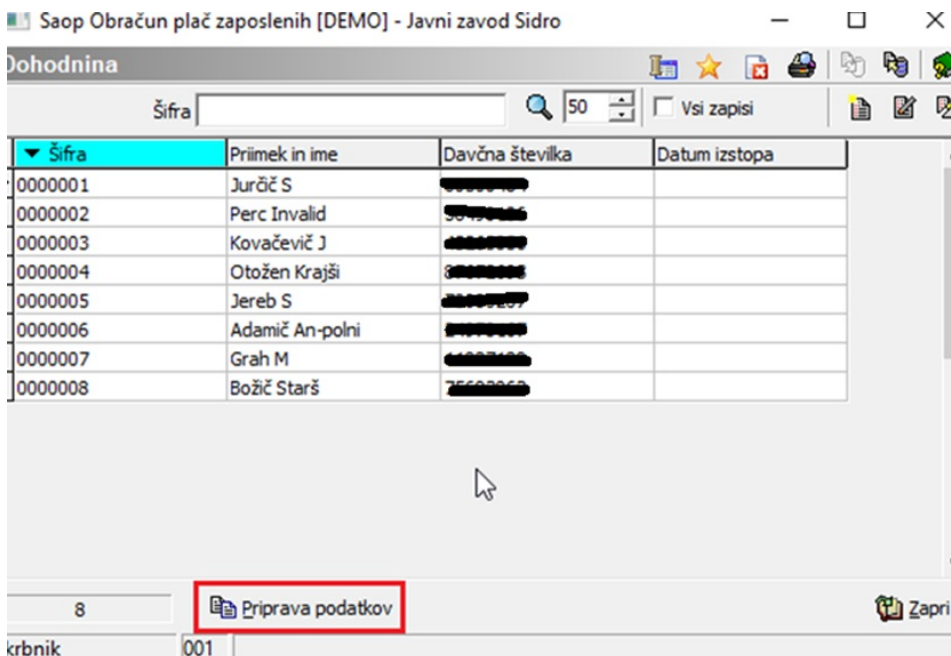 Saop Obračun plač zaposlenih [DEMO] - Javni zavod Sidro
Dohodnina
Šifra 50 Vsi zapisi
Šifra Priimek in ime Davčna številka Datum izstopa
0000001 Jurčič S
0000002 Perc Invalid
0000003 Kovačevič J
0000004 Otožen Krajši
0000005 Jereb S
0000006 Adamič An-polni
0000007 Grah M
0000008 Božič Starš
8 Priprava podatkov Zapri
krbnik 001